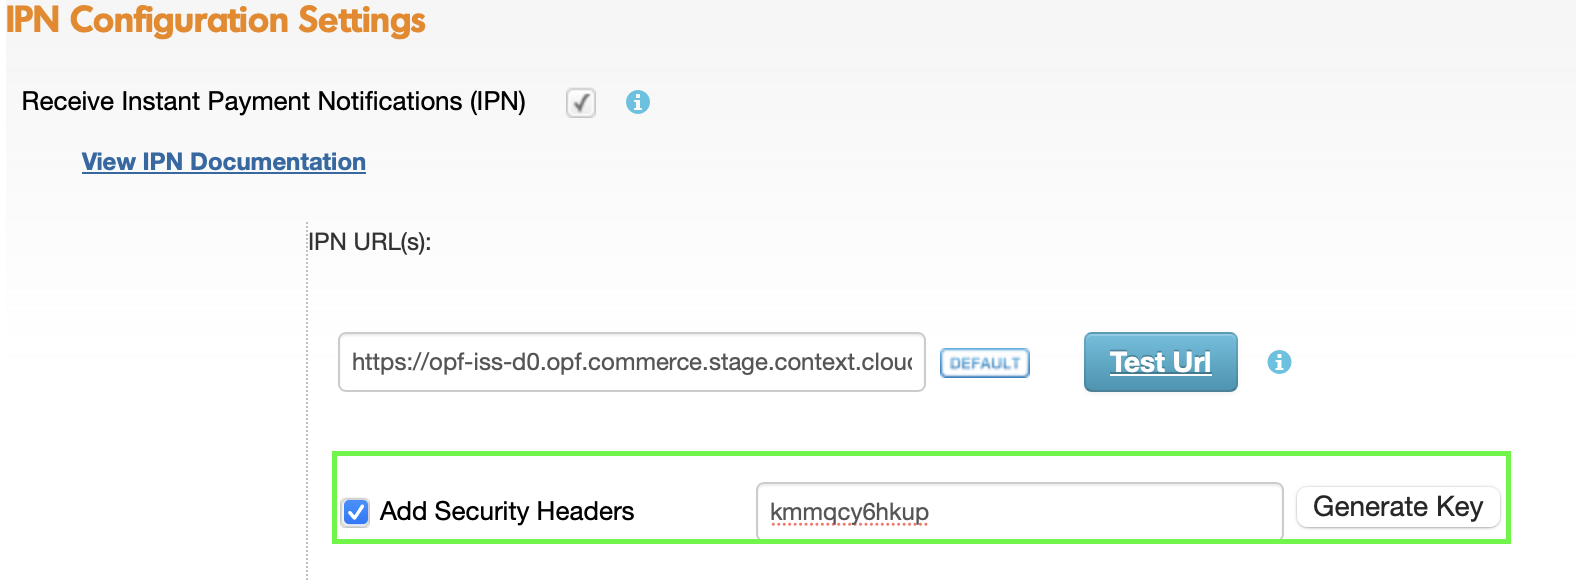 IPN Configuration Settings
Receive Instant Payment Notifications (IPN)
View IPN Documentation
IPN URL(s):
https://opf-iss-d0.opf.commerce.stage.context.clou DEFAULT Test Url
Add Security Headers kmmqcy6hkup Generate Key